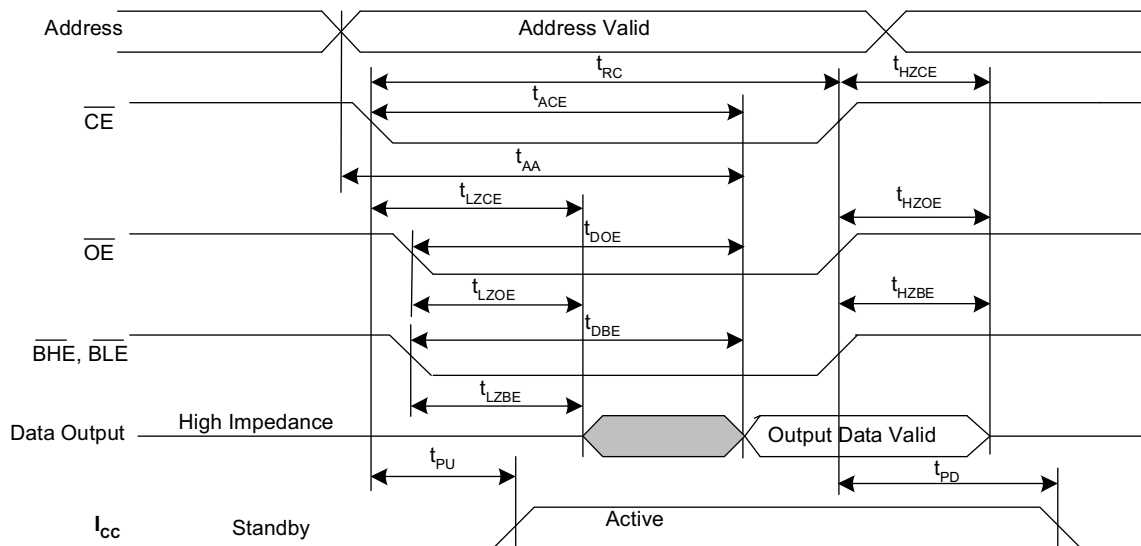 Address
Address Valid
tRC
tHZCE
tACE
CE
tAA
tLZCE
tHZOE
tDOE
OE
tLZOE
tHZBE
tDBE
BHE, BLE
tLZBE
Data Output
High Impedance
Output Data Valid
tPU
tPD
ICC
Standby
Active